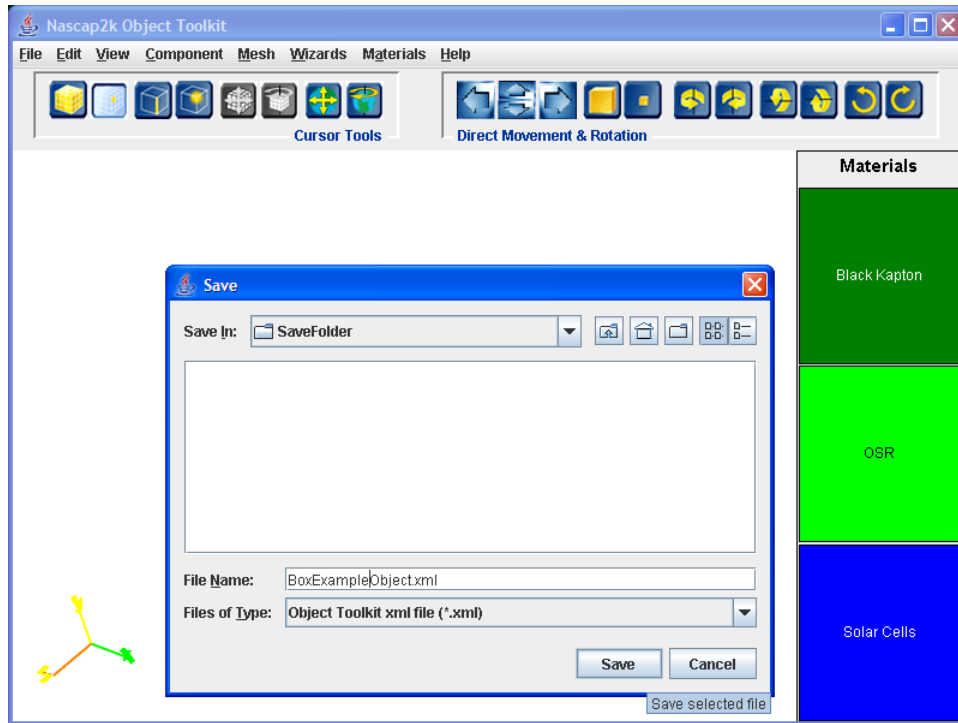 Nascap2k Object Toolkit
File Edit View Component Mesh Wizards Materials Help
Cursor Tools
Direct Movement & Rotation
Materials
Black Kapton
OSR
Solar Cells
Save
Save In: SaveFolder
File Name: BoxExampleObject.xml
Files of Type: Object Toolkit xml file (*.xml)
Save Cancel
Save selected file